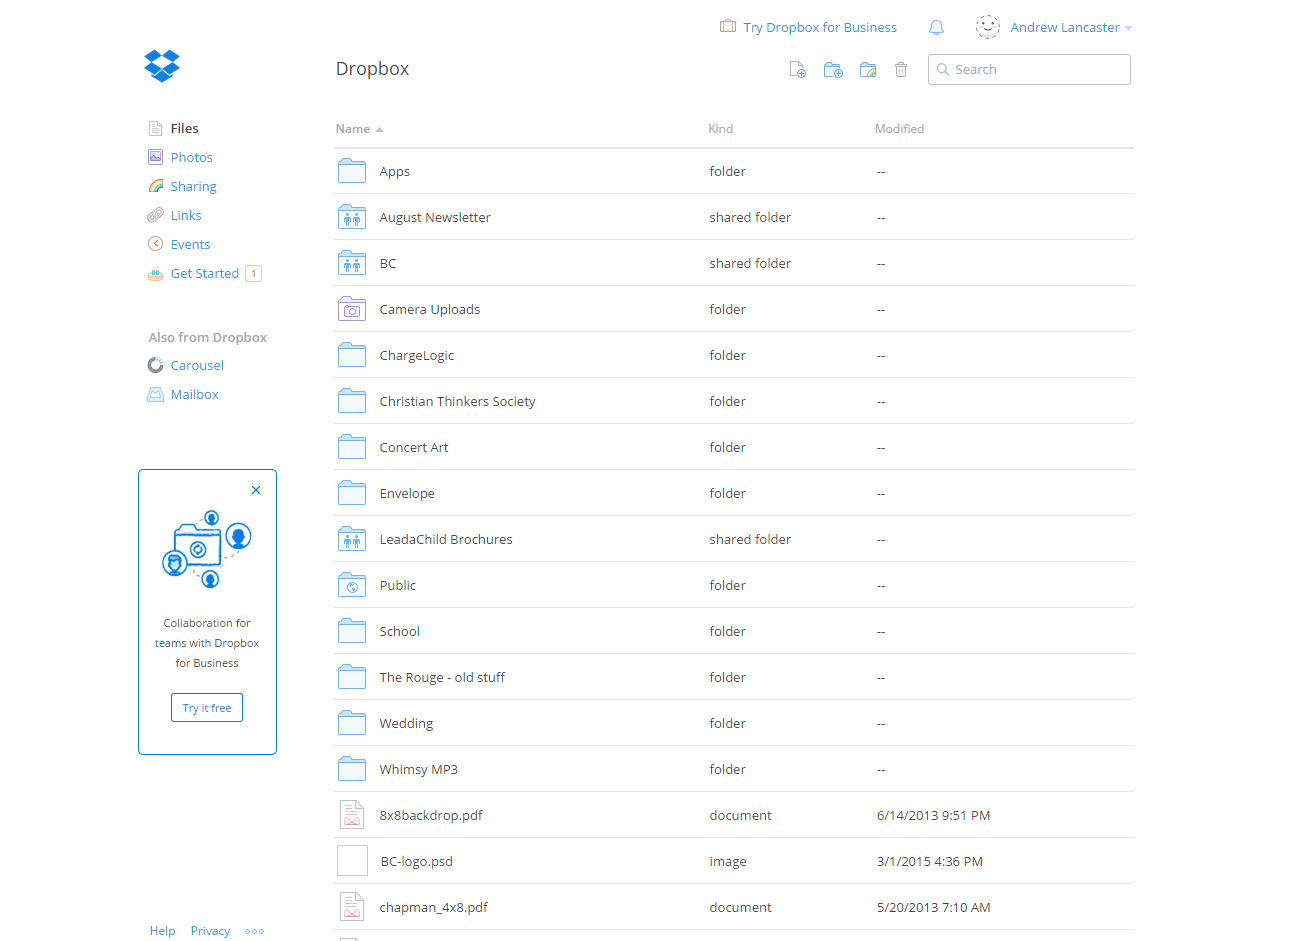 Try Dropbox for Business
Andrew Lancaster
Dropbox
Search
Files
Photos
Sharing
Links
Events
Get Started 1
Also from Dropbox
Carousel
Mailbox
Collaboration for
teams with Dropbox
for Business
Try it free
Help Privacy
Name Kind Modified
Apps folder --
August Newsletter shared folder --
BC shared folder --
Camera Uploads folder --
ChargeLogic folder --
Christian Thinkers Society folder --
Concert Art folder --
Envelope folder --
LeadaChild Brochures shared folder --
Public folder --
School folder --
The Rouge - old stuff folder --
Wedding folder --
Whimsy MP3 folder --
8x8backdrop.pdf document 6/14/2013 9:51 PM
BC-logo.psd image 3/1/2015 4:36 PM
chapman_4x8.pdf document 5/20/2013 7:10 AM